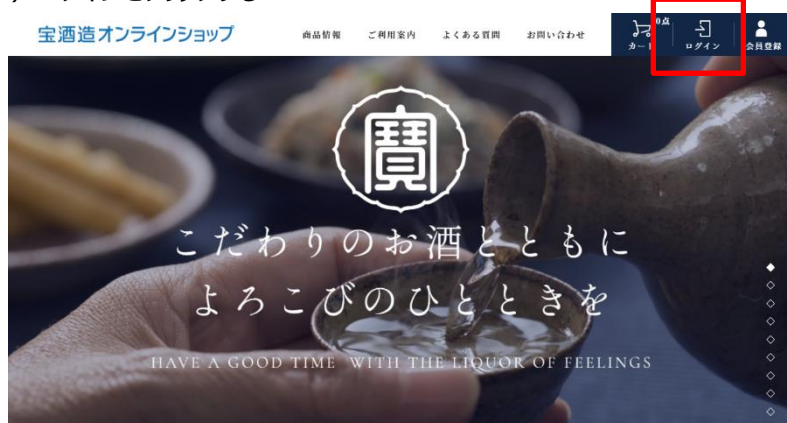 宝酒造オンラインショップ
商品情報 ご利用案内 よくある質問 お問い合わせ
0点
カート ログイン 会員登録
寶
こだわりのお酒とともに
よろこびのひとときを
HAVE A GOOD TIME WITH THE LIQUOR OF FEELINGS